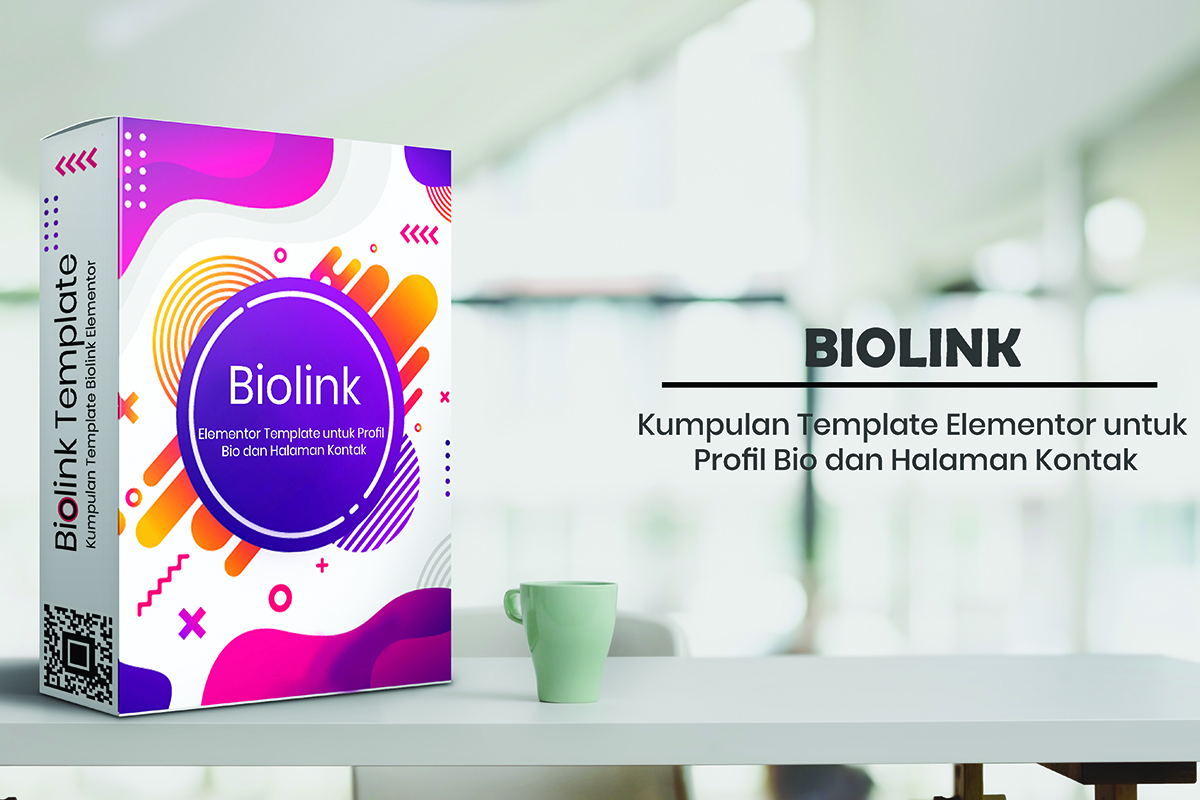 Biolink Template
Kumpulan Template Biolink Elementor
Biolink
Elementor Template untuk Profil
Bio dan Halaman Kontak
BIOLINK
Kumpulan Template Elementor untuk
Profil Bio dan Halaman Kontak